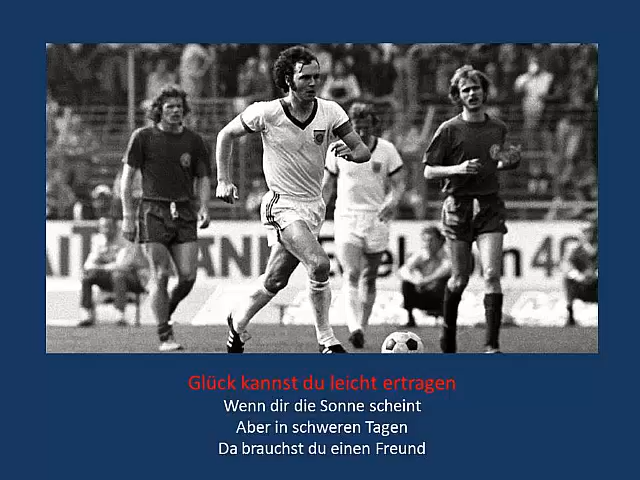 Glück kannst du leicht ertragen
Wenn dir die Sonne scheint
Aber in schweren Tagen
Da brauchst du einen Freund